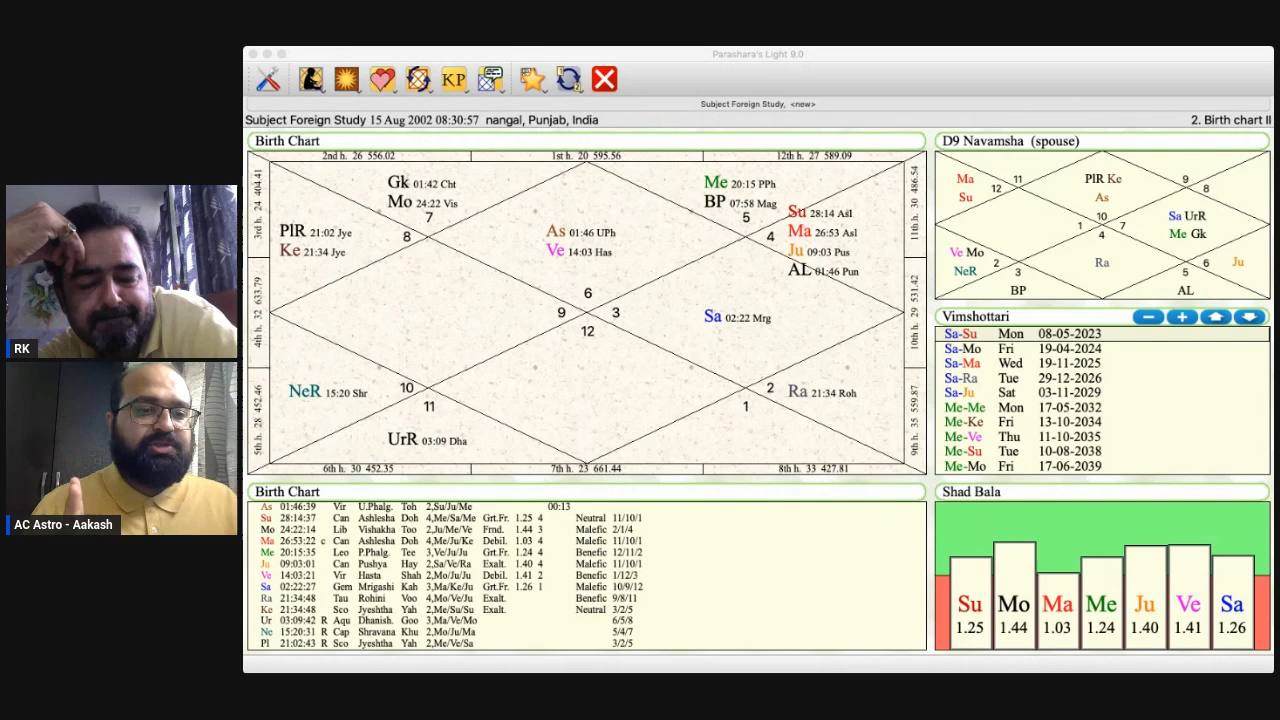 Parashara's Light 9.0
KP
Subject Foreign Study, <new>
Subject Foreign Study 15 Aug 2002 08:30:57 nangal, Punjab, India
2. Birth chart II
Birth Chart
2nd h. 26 556.02
1st h. 20 595.56
12th h. 27 589.09
3rd h. 24 404.41
4th h. 32 633.79
5th h. 28 452.46
Gk 01:42 Cht
Mo 24:22 Vis
7
PlR 21:02 Jye
Ke 21:34 Jye
8
As 01:46 UPh
Ve 14:03 Has
Me 20:15 PPh
BP 07:58 Mag
5
Su 28:14 Asl
Ma 26:53 Asl
4
Ju 09:03 Pus
AL 01:46 Pun
6
9
3
12
Sa 02:22 Mrg
NeR 15:20 Shr
10
11
UrR 03:09 Dha
2
Ra 21:34 Roh
1
11th h. 30 486.54
10th h. 29 531.42
9th h. 35 559.87
6th h. 30 452.35
7th h. 23 661.44
8th h. 33 427.81
D9 Navamsha (spouse)
Ma
Su
12
11
PlR Ke
As
9
8
10
1
7
4
Sa UrR
Me Gk
Ve Mo
NeR
2
3
BP
Ra
5
6
Ju
AL
Vimshottari
Sa-Su Mon 08-05-2023
Sa-Mo Fri 19-04-2024
Sa-Ma Wed 19-11-2025
Sa-Ra Tue 29-12-2026
Sa-Ju Sat 03-11-2029
Me-Me Mon 17-05-2032
Me-Ke Fri 13-10-2034
Me-Ve Thu 11-10-2035
Me-Su Tue 10-08-2038
Me-Mo Fri 17-06-2039
Birth Chart
As 01:46:39 Vir U.Phalg. Toh 2,Su/Ju/Me 00:13
Su 28:14:37 Can Ashlesha Doh 4,Me/Sa/Me Grt.Fr. 1.25 4 Neutral 11/10/1
Mo 24:22:14 Lib Vishakha Too 2,Ju/Me/Ve Frnd. 1.44 3 Malefic 2/1/4
Ma 26:53:22 c Can Ashlesha Doh 4,Me/Ju/Ke Debil. 1.03 4 Malefic 11/10/1
Me 20:15:35 Leo P.Phalg. Tee 3,Ve/Ju/Ju Grt.Fr. 1.24 4 Benefic 12/11/2
Ju 09:03:01 Can Pushya Hay 2,Sa/Ve/Ra Exalt. 1.40 4 Malefic 11/10/1
Ve 14:03:21 Vir Hasta Shah 2,Mo/Ju/Ju Debil. 1.41 2 Benefic 1/12/3
Sa 02:22:27 Gem Mrigashi Kah 3,Ma/Ke/Ju Grt.Fr. 1.26 1 Malefic 10/9/12
Ra 21:34:48 Tau Rohini Voo 4,Mo/Ve/Ju Exalt. Benefic 9/8/11
Ke 21:34:48 Sco Jyeshtha Yah 2,Me/Su/Su Exalt. Neutral 3/2/5
Ur 03:09:42 R Aqu Dhanish. Goo 3,Ma/Ve/Mo 6/5/8
Ne 15:20:31 R Cap Shravana Khu 2,Mo/Ju/Ma 5/4/7
Pl 21:02:43 R Sco Jyeshtha Yah 2,Me/Ve/Sa 3/2/5
Shad Bala
Su Mo Ma Me Ju Ve Sa
1.25 1.44 1.03 1.24 1.40 1.41 1.26
RK
AC Astro - Aakash